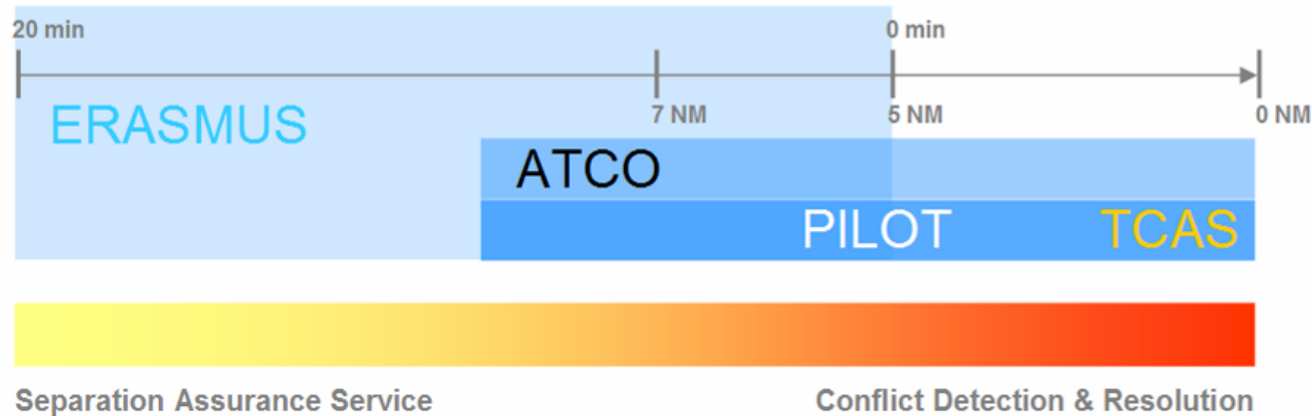 20 min 0 min
7 NM 5 NM 0 NM
ERASMUS
ATCO
PILOT TCAS
Separation Assurance Service Conflict Detection & Resolution